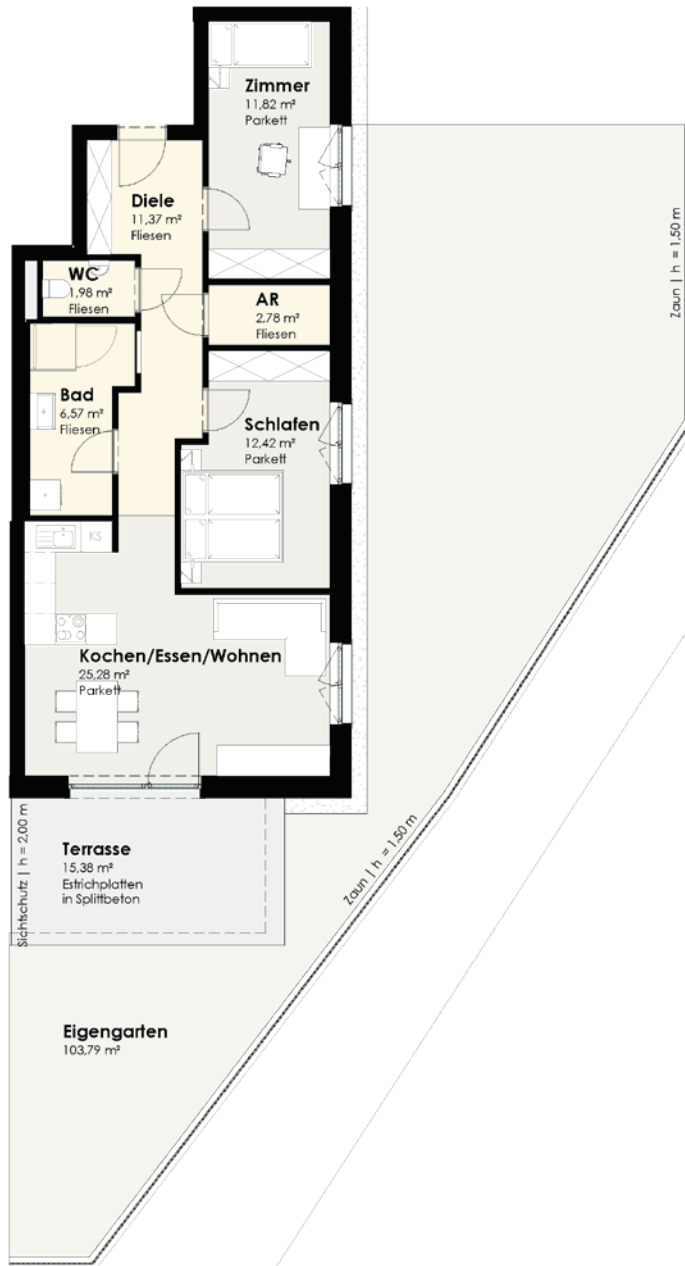 Zimmer
11,82 m²
Parkett
Diele
11,37 m²
Fliesen
Zaun | h = 1,50 m
WC
1,98 m²
Fliesen
AR
2,78 m²
Fliesen
Bad
6,57 m²
Fliesen
Schlafen
12,42 m²
Parkett
KS
Kochen/Essen/Wohnen
25,28 m²
Parkett
Sichtschutz | h = 2,00 m
Terrasse
15,38 m²
Estrichplatten
in Splittbeton
Zaun | h = 1,50 m
Eigengarten
103,79 m²